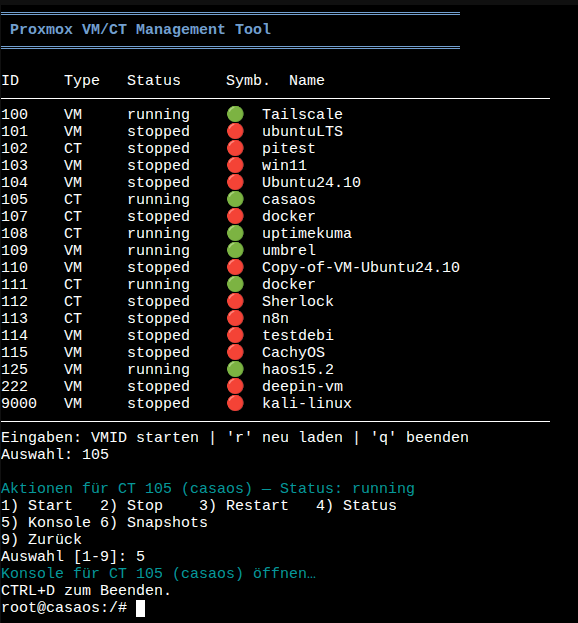 Proxmox VM/CT Management Tool
ID Type Status Symb. Name
100 VM running 🟢 Tailscale
101 VM stopped 🔴 ubuntuLTS
102 CT stopped 🔴 pitest
103 VM stopped 🔴 win11
104 VM stopped 🔴 Ubuntu24.10
105 CT running 🟢 casaos
107 CT stopped 🔴 docker
108 CT running 🟢 uptimekuma
109 VM running 🟢 umbrel
110 VM stopped 🔴 Copy-of-VM-Ubuntu24.10
111 CT running 🟢 docker
112 CT stopped 🔴 Sherlock
113 CT stopped 🔴 n8n
114 VM stopped 🔴 testdebi
115 VM stopped 🔴 CachyOS
125 VM running 🟢 haos15.2
222 VM stopped 🔴 deepin-vm
9000 VM stopped 🔴 kali-linux
Eingaben: VMID starten | 'r' neu laden | 'q' beenden
Auswahl: 105
Aktionen für CT 105 (casaos) — Status: running
1) Start 2) Stop 3) Restart 4) Status
5) Konsole 6) Snapshots
9) Zurück
Auswahl [1-9]: 5
Konsole für CT 105 (casaos) öffnen…
CTRL+D zum Beenden.
root@casaos:/#